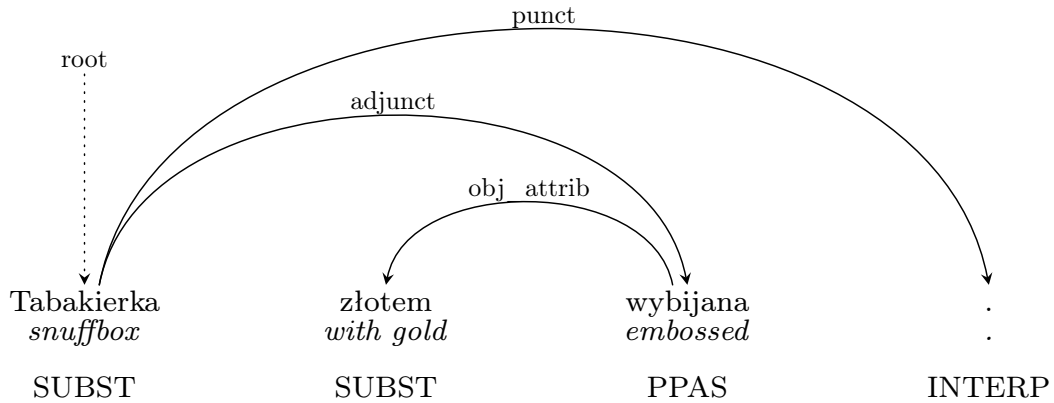 punct
root
adjunct
obj_attrib
Tabakierka złotem wybijana .
snuffbox with gold embossed .
SUBST SUBST PPAS INTERP